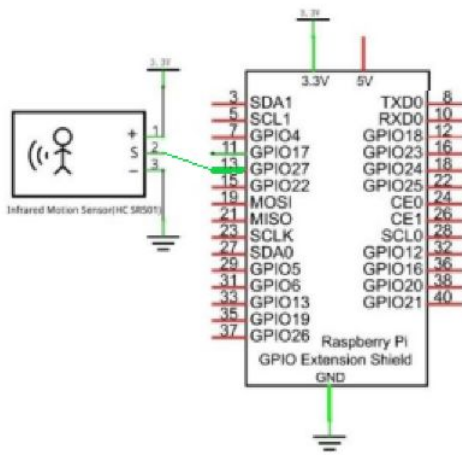 3.3V
3.3V
3.3V 5V
3 SDA1 TXD0 8
5 SCL1 RXD0 10
7 GPIO4 GPIO18 12
+ 1 11 GPIO17 GPIO23 16
S 2 13 GPIO27 GPIO24 18
− 3 15 GPIO22 GPIO25 22
19 MOSI CE0 24
Infrared Motion Sensor(HC SR501) 21 MISO CE1 26
23 SCLK SCL0 28
27 SDA0 GPIO12 32
29 GPIO5 GPIO16 36
31 GPIO6 GPIO20 38
33 GPIO13 GPIO21 40
35 GPIO19
37 GPIO26
Raspberry Pi
GPIO Extension Shield
GND